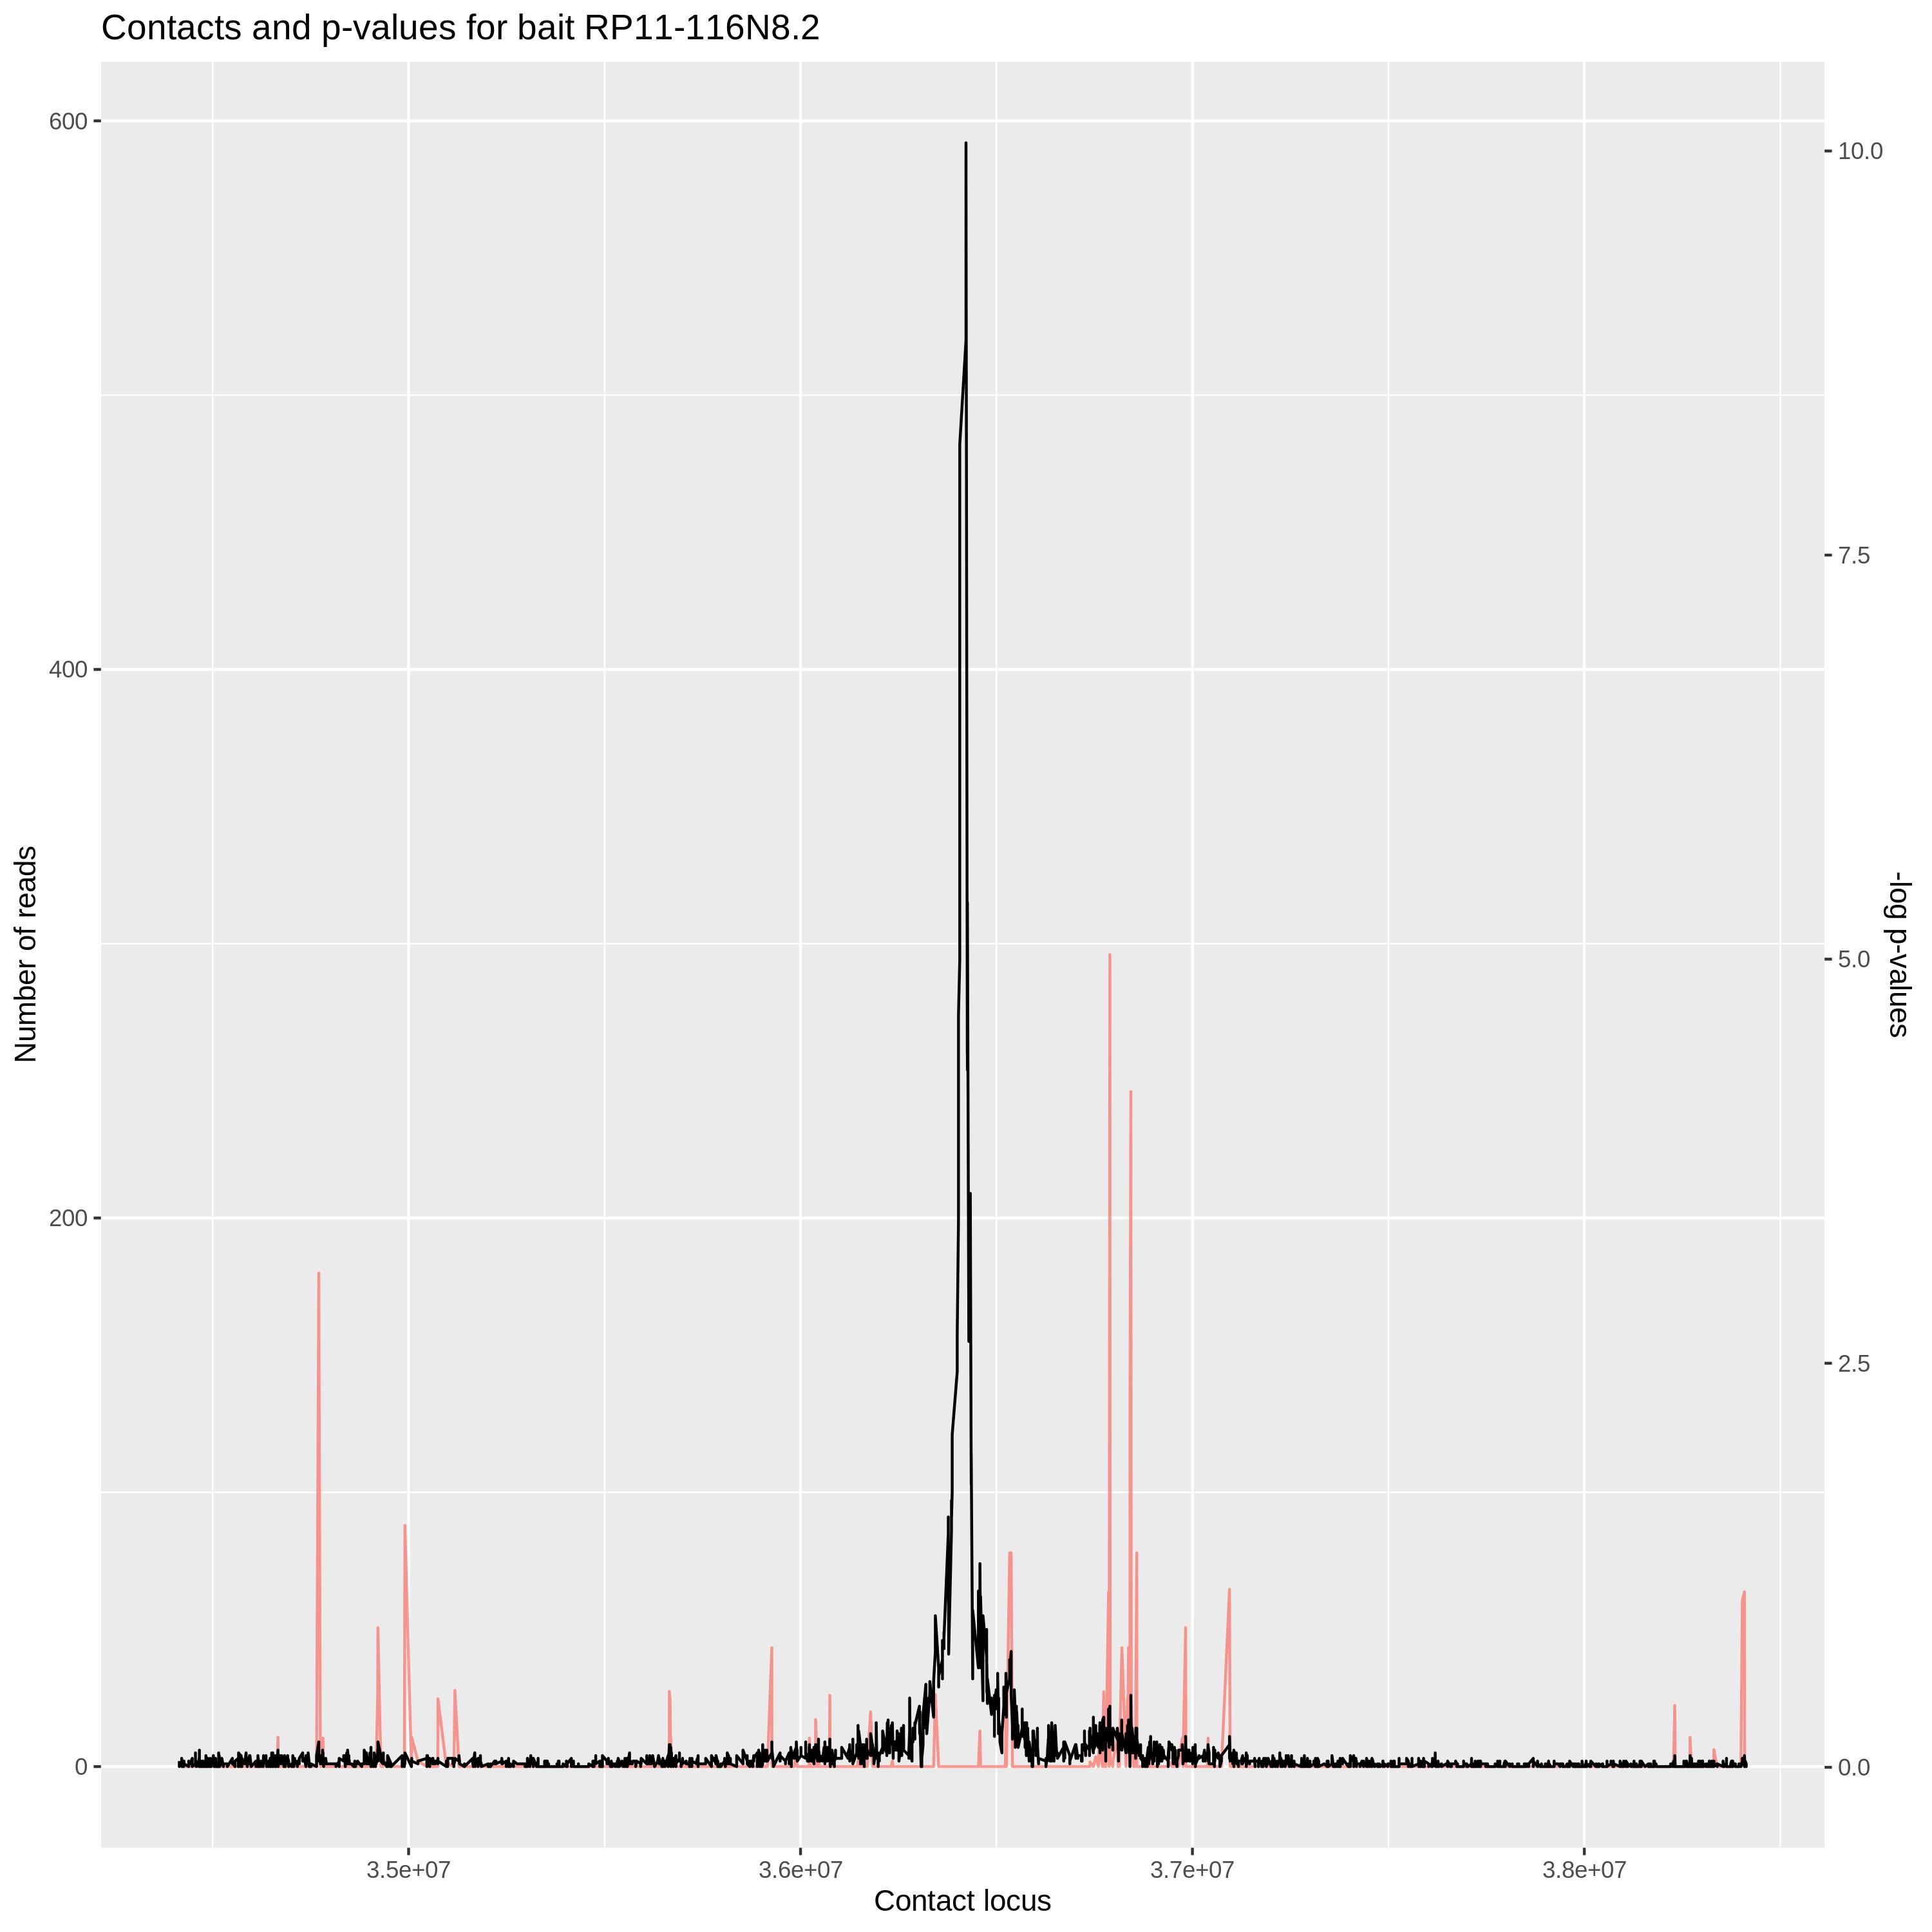 Contacts and p-values for bait RP11-116N8.2
600
400
200
0
Number of reads
10.0
7.5
5.0
2.5
0.0
-log p-values
3.5e+07
3.6e+07
3.7e+07
3.8e+07
Contact locus